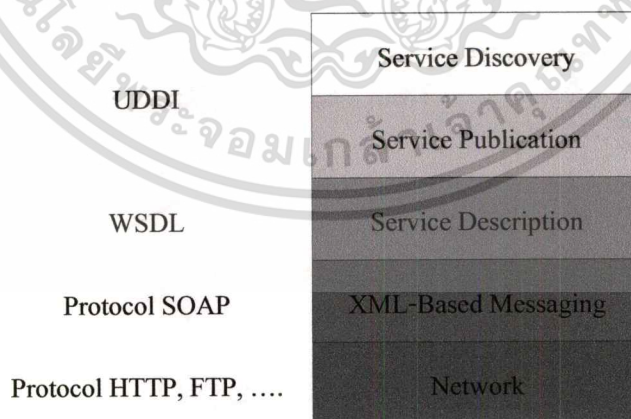 Service Discovery
UDDI
Service Publication
WSDL
Service Description
Protocol SOAP
XML-Based Messaging
Protocol HTTP, FTP, ....
Network